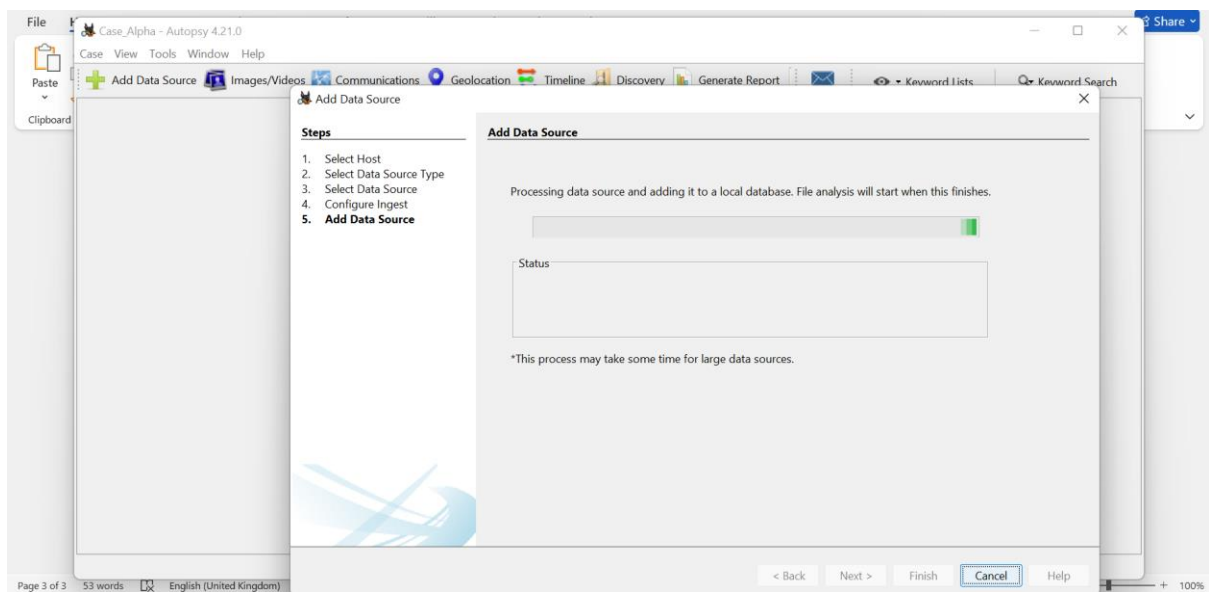 File
Share
Case_Alpha - Autopsy 4.21.0
Case View Tools Window Help
Paste
Add Data Source Images/Videos Communications Geolocation Timeline Discovery Generate Report Keyword Lists Keyword Search
Clipboard
Add Data Source
Steps
Add Data Source
1. Select Host
2. Select Data Source Type
3. Select Data Source
4. Configure Ingest
5. Add Data Source
Processing data source and adding it to a local database. File analysis will start when this finishes.
Status
*This process may take some time for large data sources.
< Back Next > Finish Cancel Help
Page 3 of 3 53 words English (United Kingdom) 100%